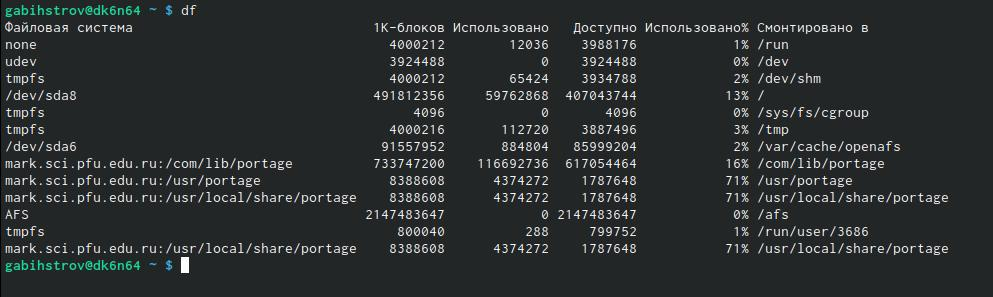 gabihstrov@dk6n64 ~ $ df
Файловая система 1K-блоков Использовано Доступно Использовано% Смонтировано в
none 4000212 12036 3988176 1% /run
udev 3924488 0 3924488 0% /dev
tmpfs 4000212 65424 3934788 2% /dev/shm
/dev/sda8 491812356 59762868 407043744 13% /
tmpfs 4096 0 4096 0% /sys/fs/cgroup
tmpfs 4000216 112720 3887496 3% /tmp
/dev/sda6 91557952 884804 85999204 2% /var/cache/openafs
mark.sci.pfu.edu.ru:/com/lib/portage 733747200 116692736 617054464 16% /com/lib/portage
mark.sci.pfu.edu.ru:/usr/portage 8388608 4374272 1787648 71% /usr/portage
mark.sci.pfu.edu.ru:/usr/local/share/portage 8388608 4374272 1787648 71% /usr/local/share/portage
AFS 2147483647 0 2147483647 0% /afs
tmpfs 800040 288 799752 1% /run/user/3686
mark.sci.pfu.edu.ru:/usr/local/share/portage 8388608 4374272 1787648 71% /usr/local/share/portage
gabihstrov@dk6n64 ~ $